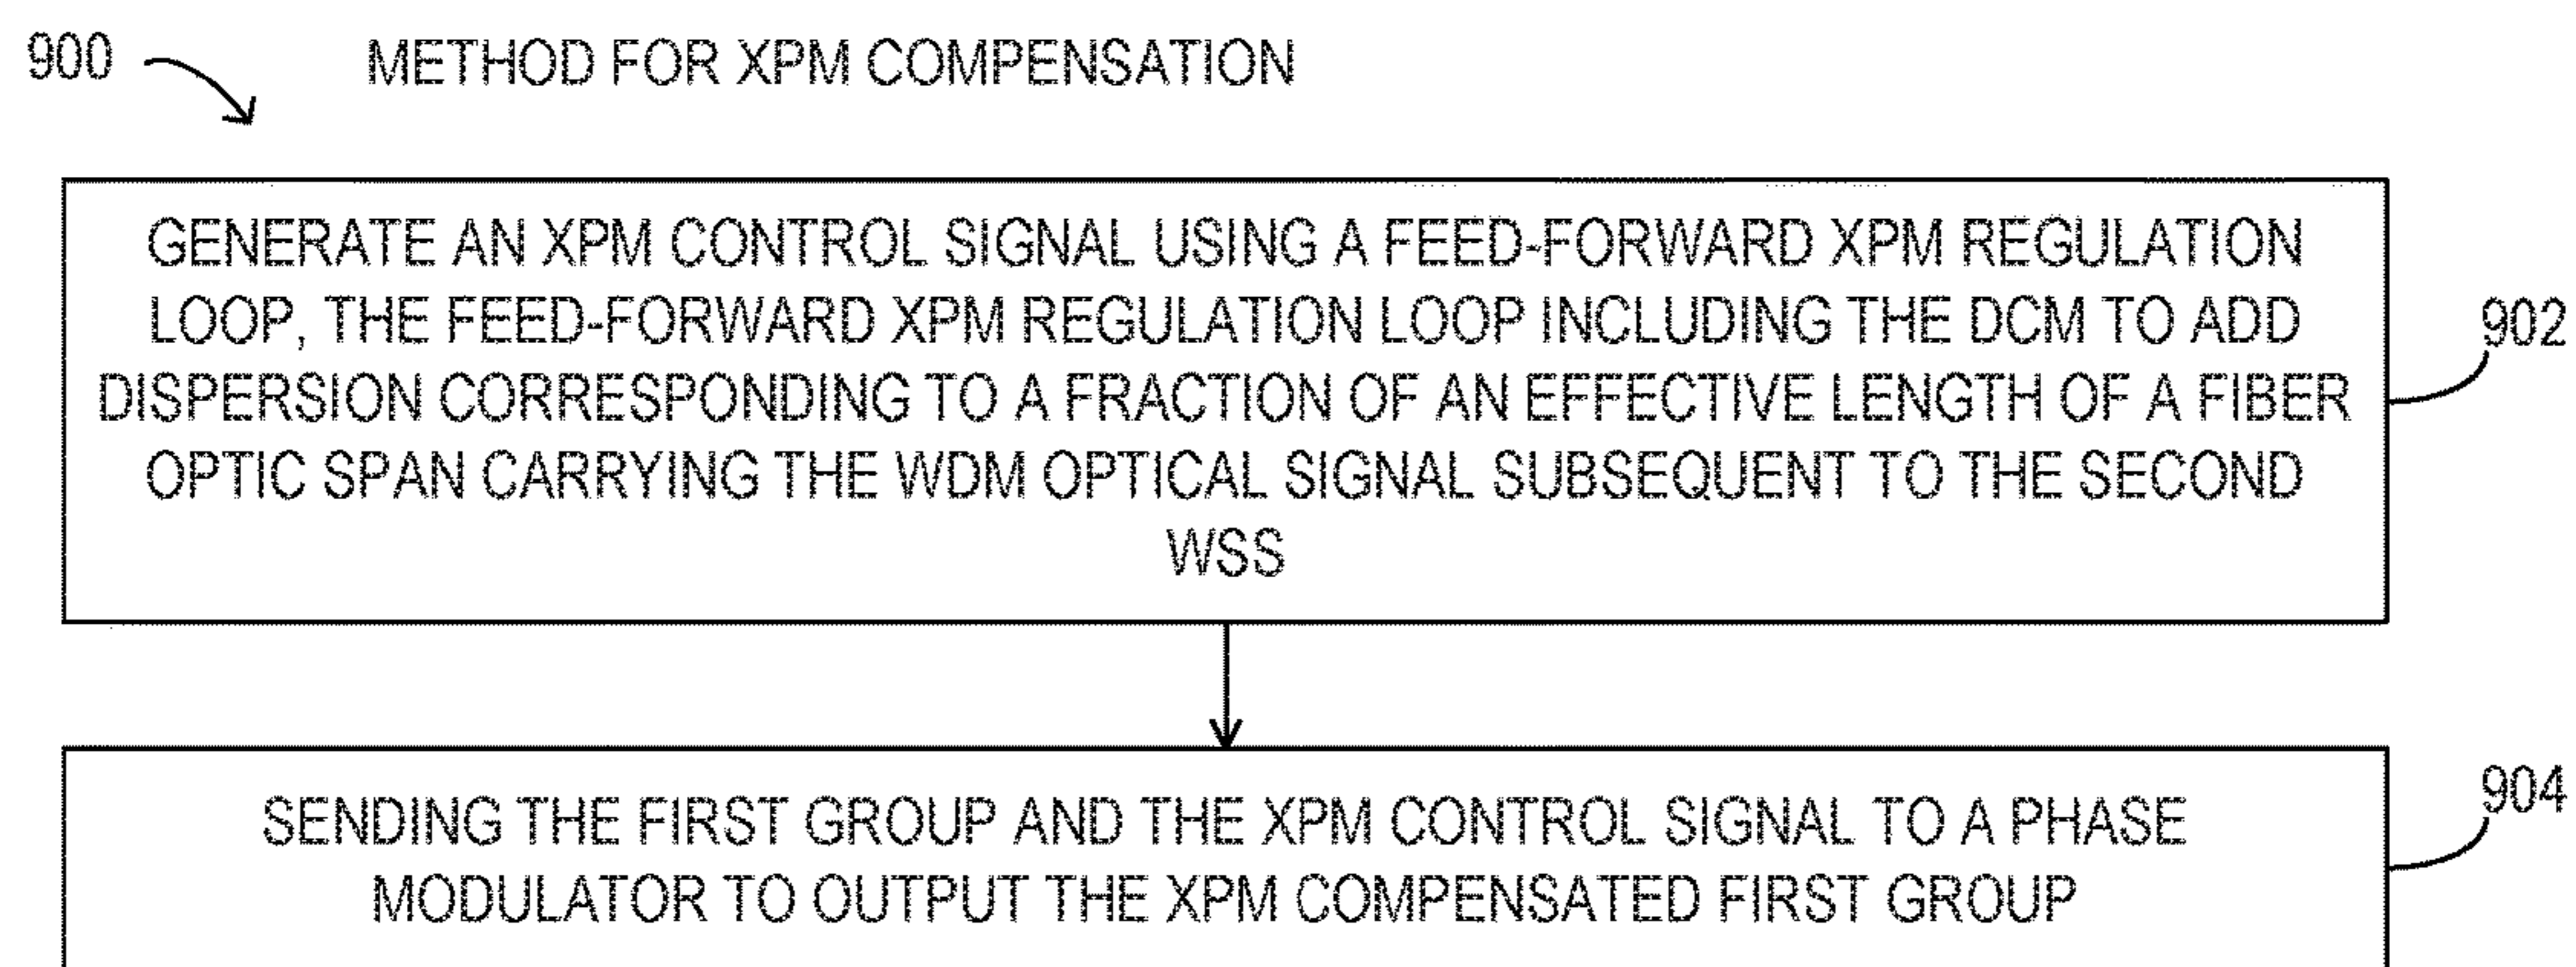 900
METHOD FOR XPM COMPENSATION
GENERATE AN XPM CONTROL SIGNAL USING A FEED-FORWARD XPM REGULATION
LOOP, THE FEED-FORWARD XPM REGULATION LOOP INCLUDING THE DCM TO ADD
DISPERSION CORRESPONDING TO A FRACTION OF AN EFFECTIVE LENGTH OF A FIBER
OPTIC SPAN CARRYING THE WDM OPTICAL SIGNAL SUBSEQUENT TO THE SECOND
WSS
902
SENDING THE FIRST GROUP AND THE XPM CONTROL SIGNAL TO A PHASE
MODULATOR TO OUTPUT THE XPM COMPENSATED FIRST GROUP
904